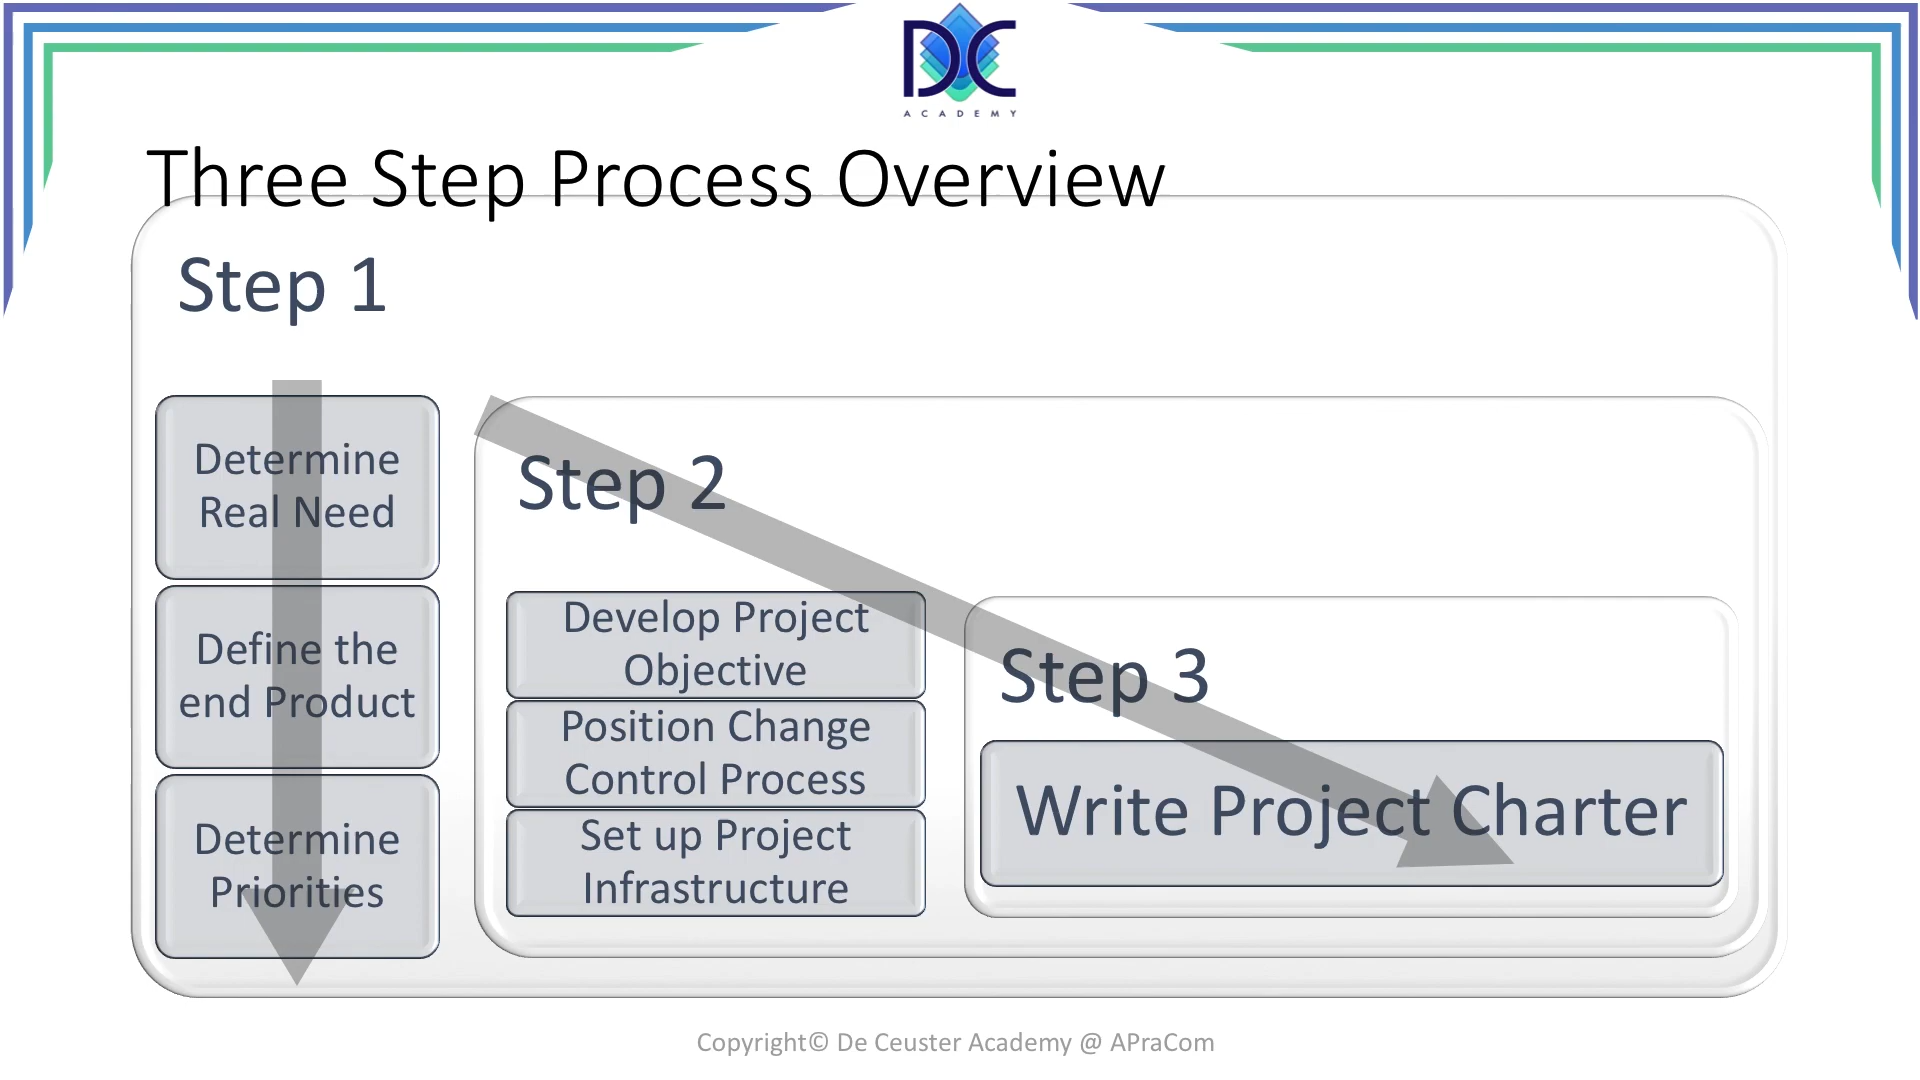 DC
ACADEMY
Three Step Process Overview
Step 1
Determine
Real Need
Define the
end Product
Determine
Priorities
Step 2
Develop Project
Objective
Position Change
Control Process
Set up Project
Infrastructure
Step 3
Write Project Charter
Copyright© De Ceuster Academy @ APraCom